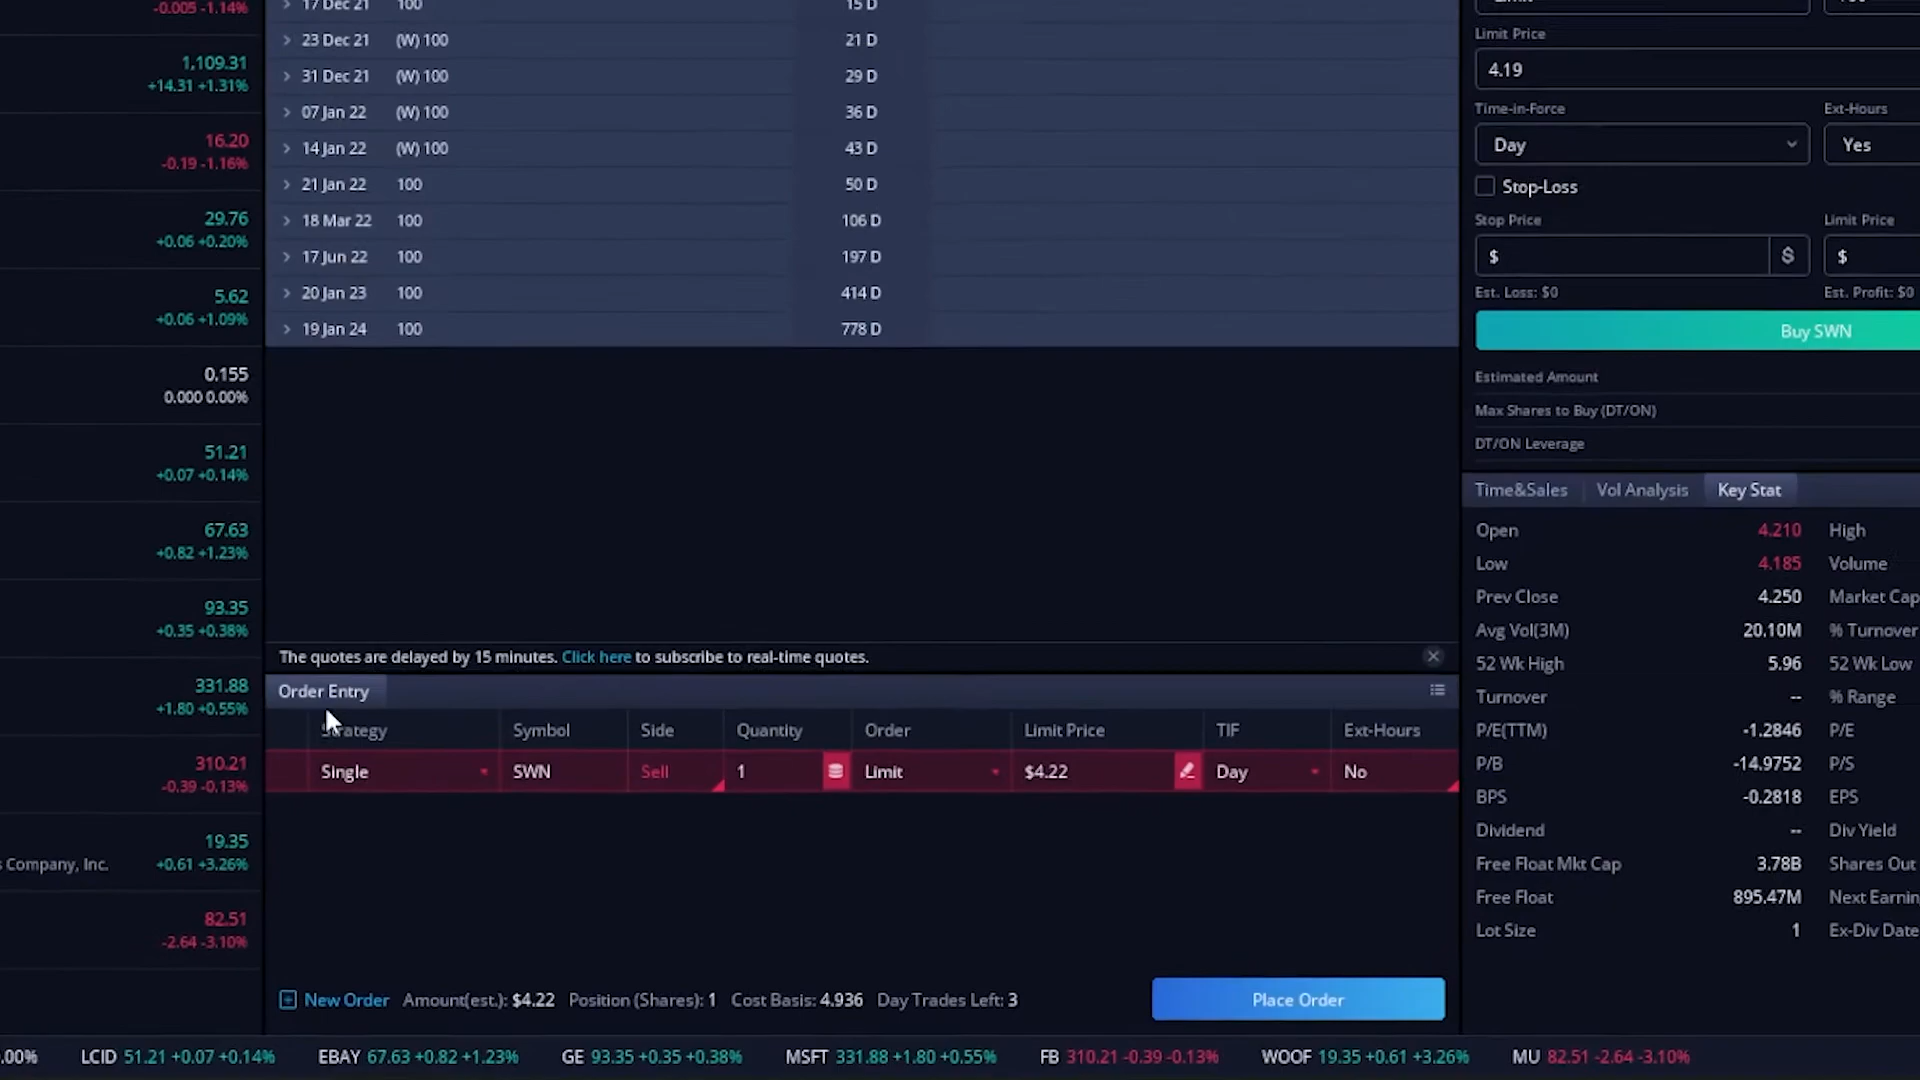 -0.005 -1.14%
1,109.31
+14.31 +1.31%
16.20
-0.19 -1.16%
29.76
+0.06 +0.20%
5.62
+0.06 +1.09%
0.155
0.000 0.00%
51.21
+0.07 +0.14%
67.63
+0.82 +1.23%
93.35
+0.35 +0.38%
331.88
+1.80 +0.55%
310.21
-0.39 -0.13%
19.35
s Company, Inc. +0.61 +3.26%
82.51
-2.64 -3.10%
17 Dec 21 100 15 D
23 Dec 21 (W) 100 21 D
31 Dec 21 (W) 100 29 D
07 Jan 22 (W) 100 36 D
14 Jan 22 (W) 100 43 D
21 Jan 22 100 50 D
18 Mar 22 100 106 D
17 Jun 22 100 197 D
20 Jan 23 100 414 D
19 Jan 24 100 778 D
The quotes are delayed by 15 minutes. Click here to subscribe to real-time quotes.
Order Entry
Strategy Symbol Side Quantity Order Limit Price TIF Ext-Hours
Single SWN Sell 1 Limit $4.22 Day No
New Order Amount(est.): $4.22 Position (Shares): 1 Cost Basis: 4.936 Day Trades Left: 3 Place Order
Limit Price
4.19
Time-in-Force Ext-Hours
Day Yes
Stop-Loss
Stop Price Limit Price
$ $ $
Est. Loss: $0 Est. Profit: $0
Buy SWN
Estimated Amount
Max Shares to Buy (DT/ON)
DT/ON Leverage
Time&Sales Vol Analysis Key Stat
Open 4.210 High
Low 4.185 Volume
Prev Close 4.250 Market Cap
Avg Vol(3M) 20.10M % Turnover
52 Wk High 5.96 52 Wk Low
Turnover -- % Range
P/E(TTM) -1.2846 P/E
P/B -14.9752 P/S
BPS -0.2818 EPS
Dividend -- Div Yield
Free Float Mkt Cap 3.78B Shares Out
Free Float 895.47M Next Earnin
Lot Size 1 Ex-Div Date
.00% LCID 51.21 +0.07 +0.14% EBAY 67.63 +0.82 +1.23% GE 93.35 +0.35 +0.38% MSFT 331.88 +1.80 +0.55% FB 310.21 -0.39 -0.13% WOOF 19.35 +0.61 +3.26% MU 82.51 -2.64 -3.10%